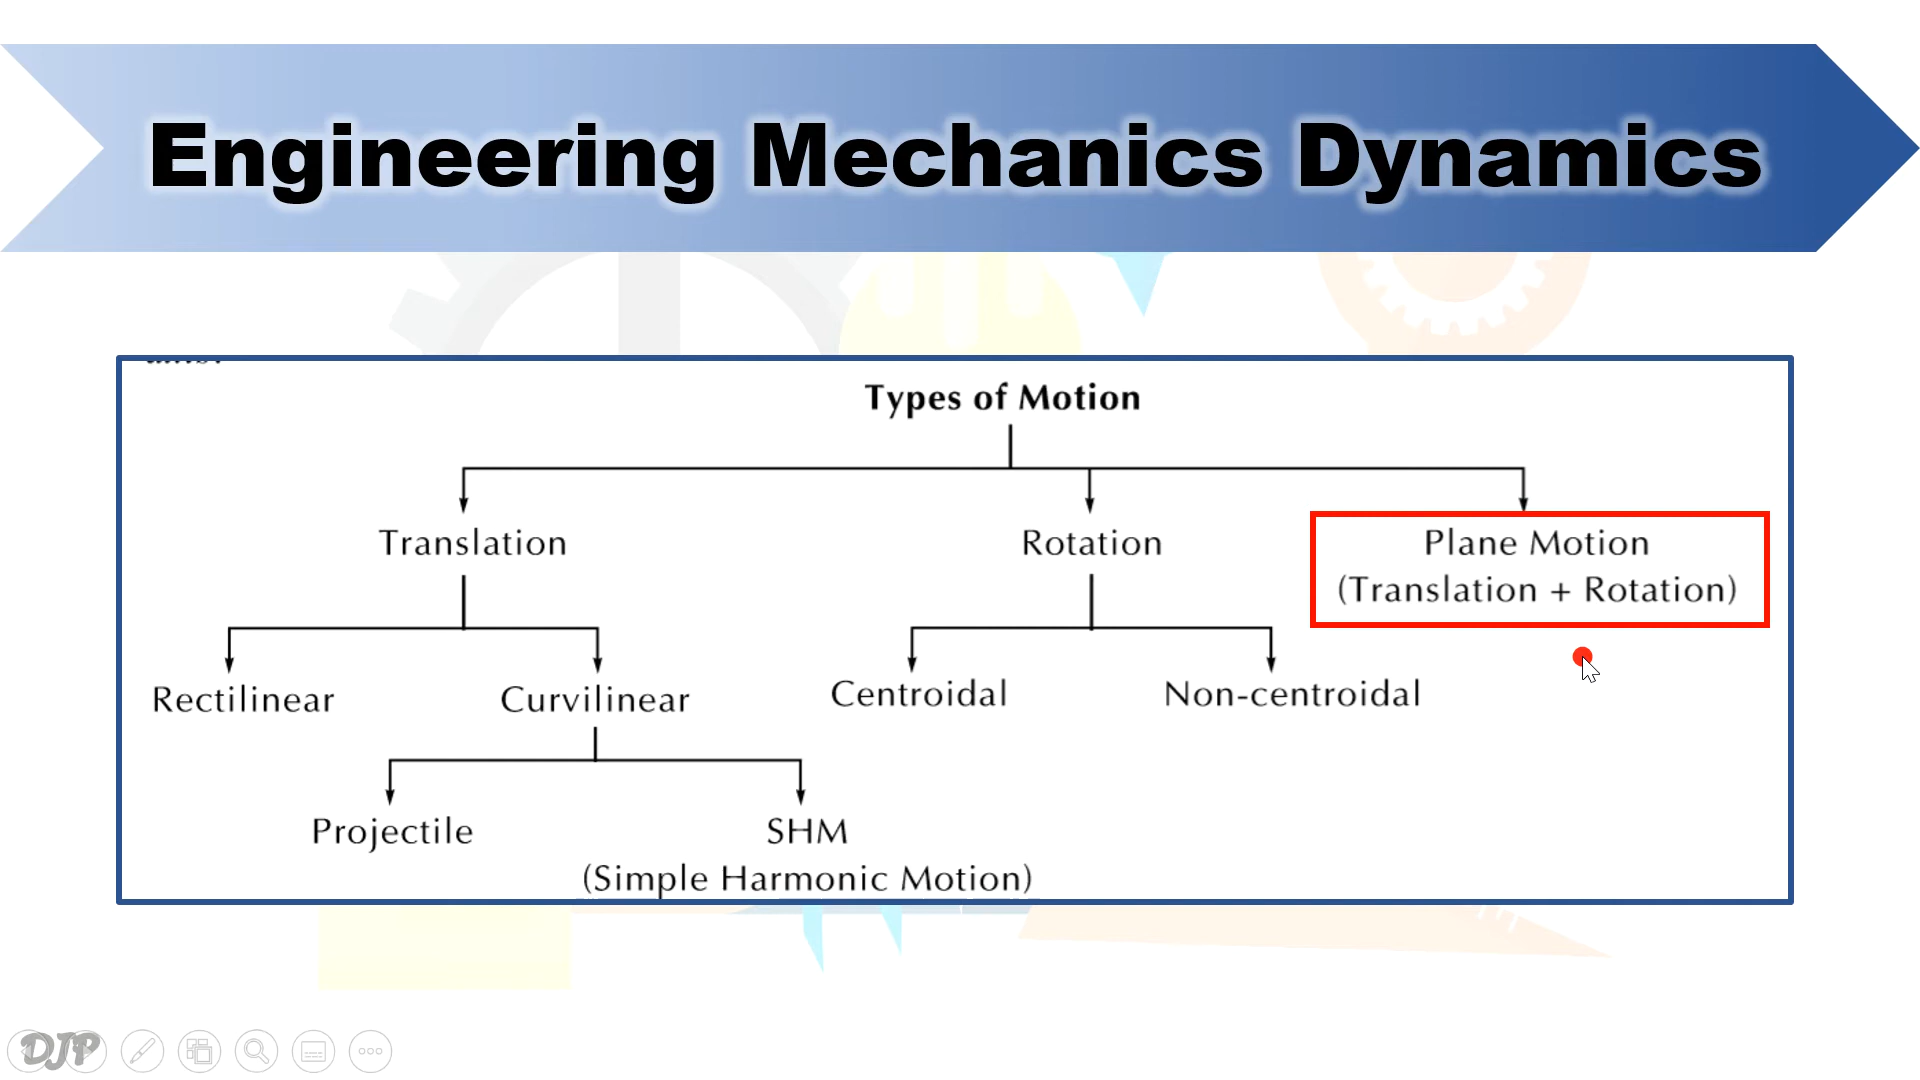 Engineering Mechanics Dynamics
Types of Motion
Translation
Rotation
Plane Motion
(Translation + Rotation)
Rectilinear
Curvilinear
Centroidal
Non-centroidal
Projectile
SHM
(Simple Harmonic Motion)
DJP